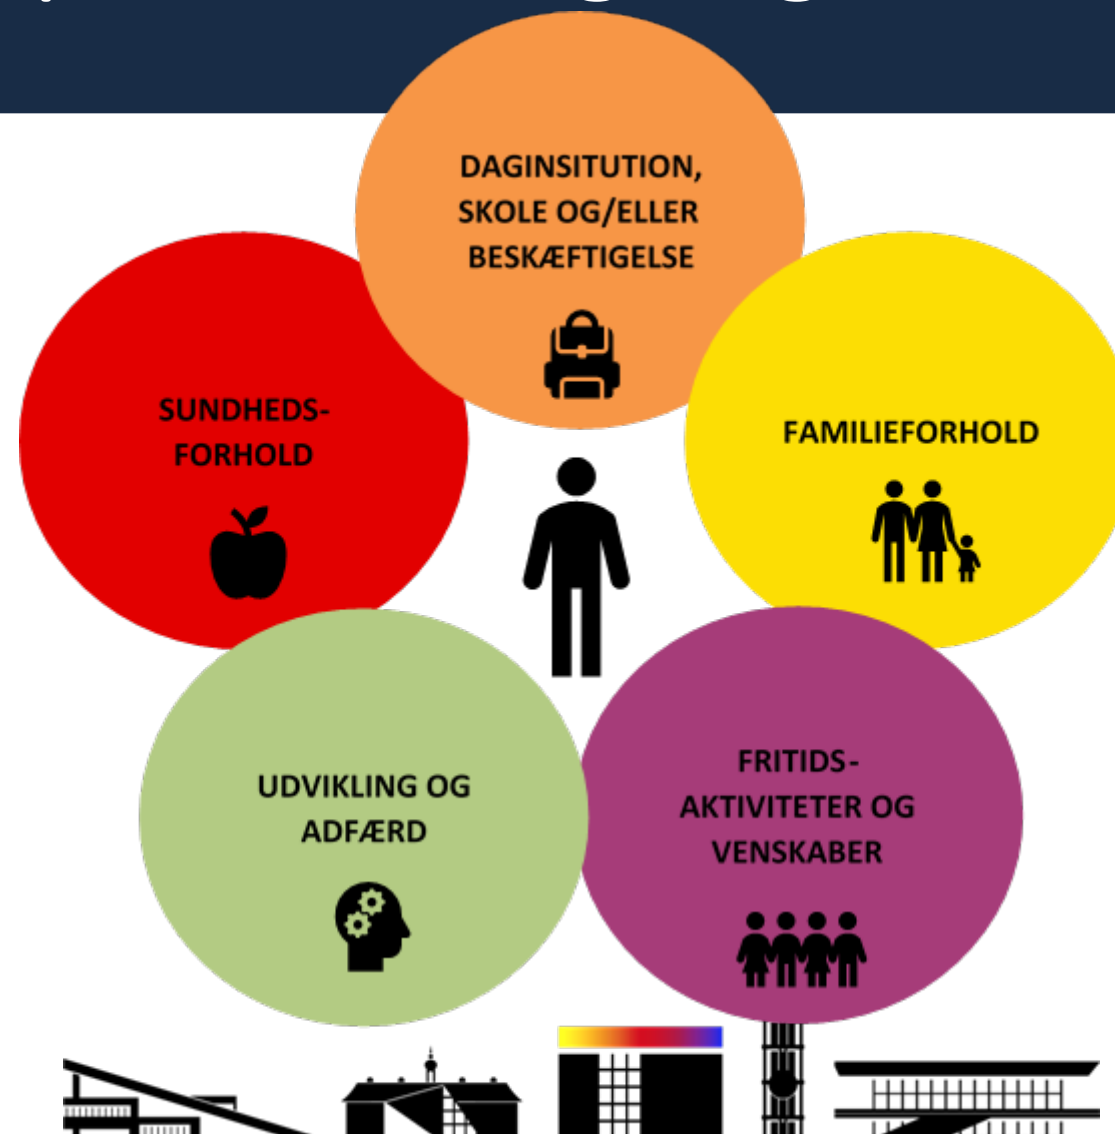 DAGINSITUTION,
SKOLE OG/ELLER
BESKÆFTIGELSE
SUNDHEDS-
FORHOLD
FAMILIEFORHOLD
UDVIKLING OG
ADFÆRD
FRITIDS-
AKTIVITETER OG
VENSKABER